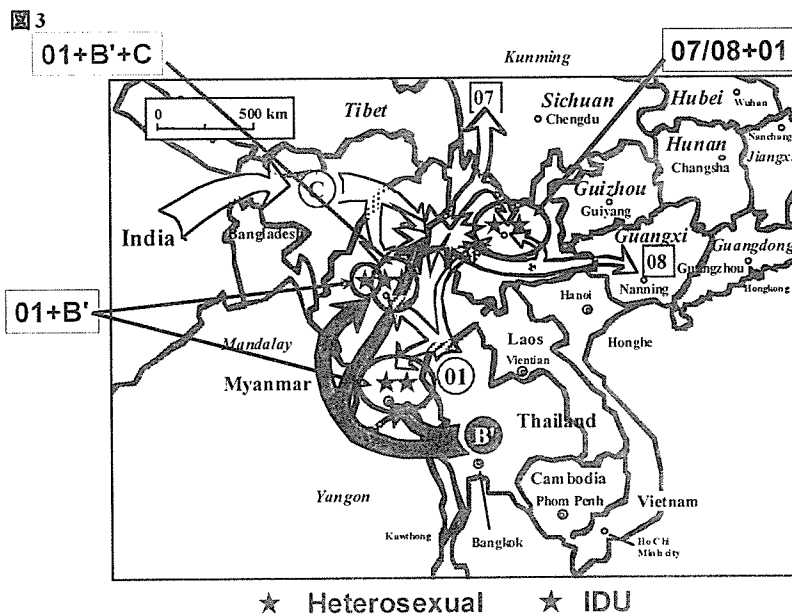 図3
01+B'+C
Kunming
07/08+01
0 500 km
Tibet
07
Sichuan
Chengdu
Hubei
Wuhan
Hunan
Changsha
Nanchang
Jiangxi
C
India
Bangladesh
Guizhou
Guiyang
Guangxi
Guangdong
08
Guangzhou
Hongkong
Nanning
Hanoi
01+B'
Mandalay
Myanmar
01
Laos
Vientian
Honghe
Thailand
B'
Yangon
Cambodia
Phom Penh
Vietnam
Kawthong
Bangkok
Ho Chi
Minh city
★ Heterosexual ★ IDU